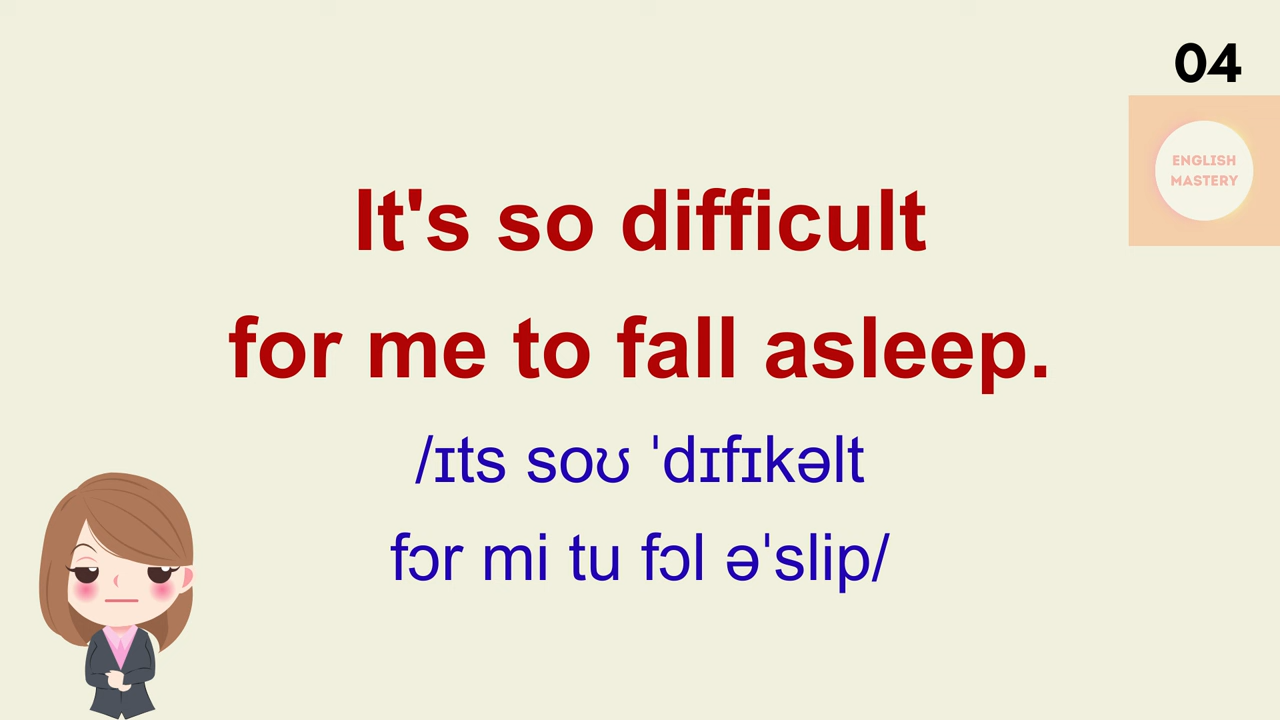 04
ENGLISH
MASTERY
It's so difficult
for me to fall asleep.
/ɪts soʊ ˈdɪfɪkəlt
fɔr mi tu fɔl əˈslip/